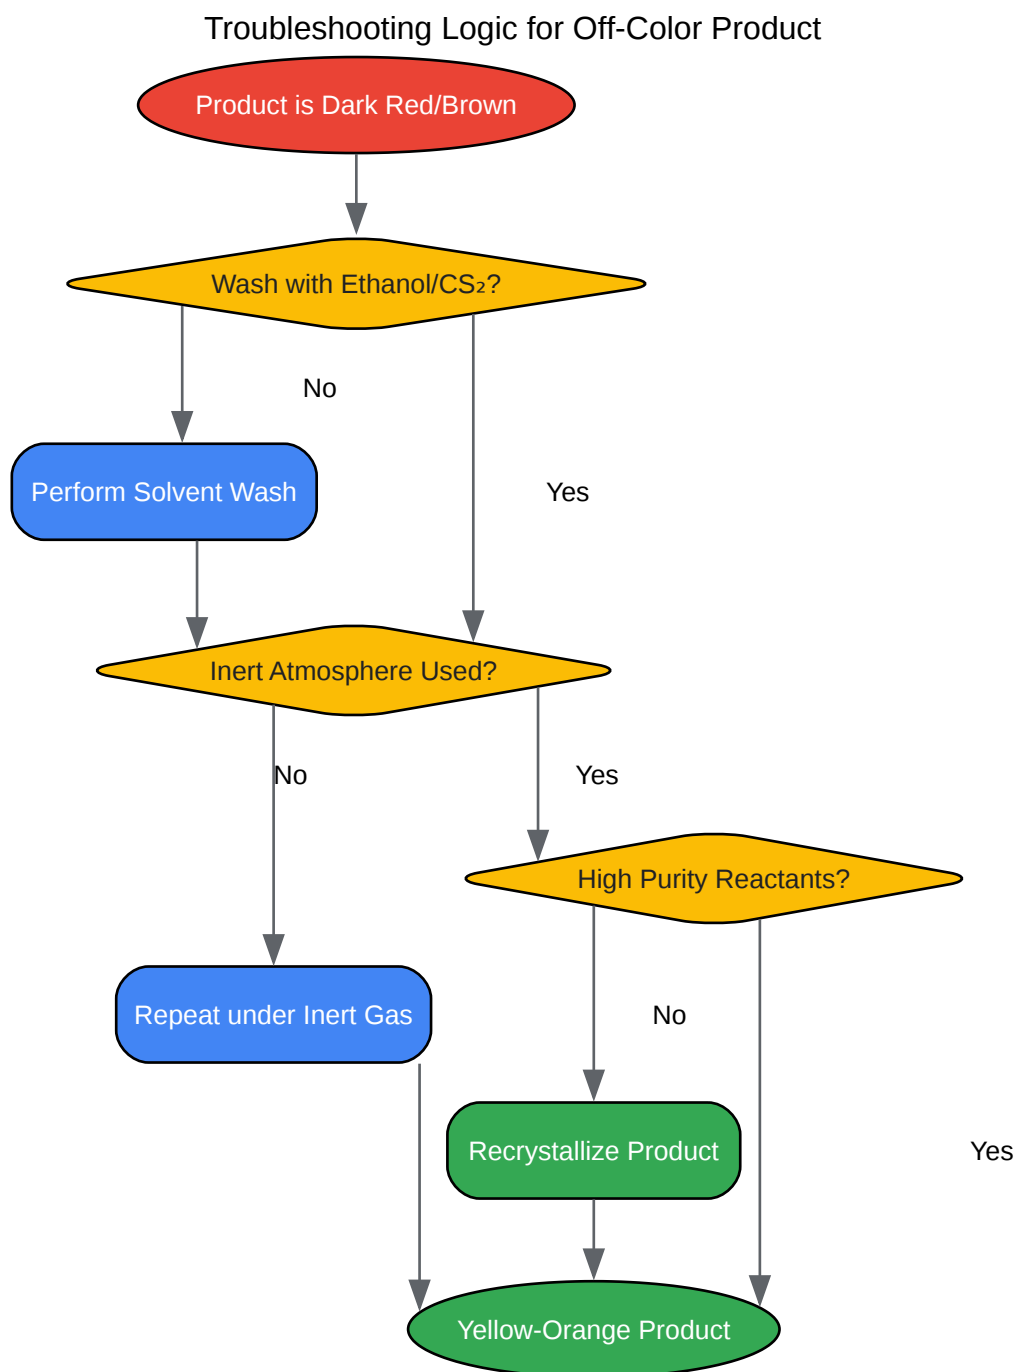 Troubleshooting Logic for Off-Color Product
Product is Dark Red/Brown
Wash with Ethanol/CS₂?
No
Perform Solvent Wash
Yes
Inert Atmosphere Used?
No
Yes
High Purity Reactants?
Repeat under Inert Gas
No
Recrystallize Product
Yes
Yellow-Orange Product